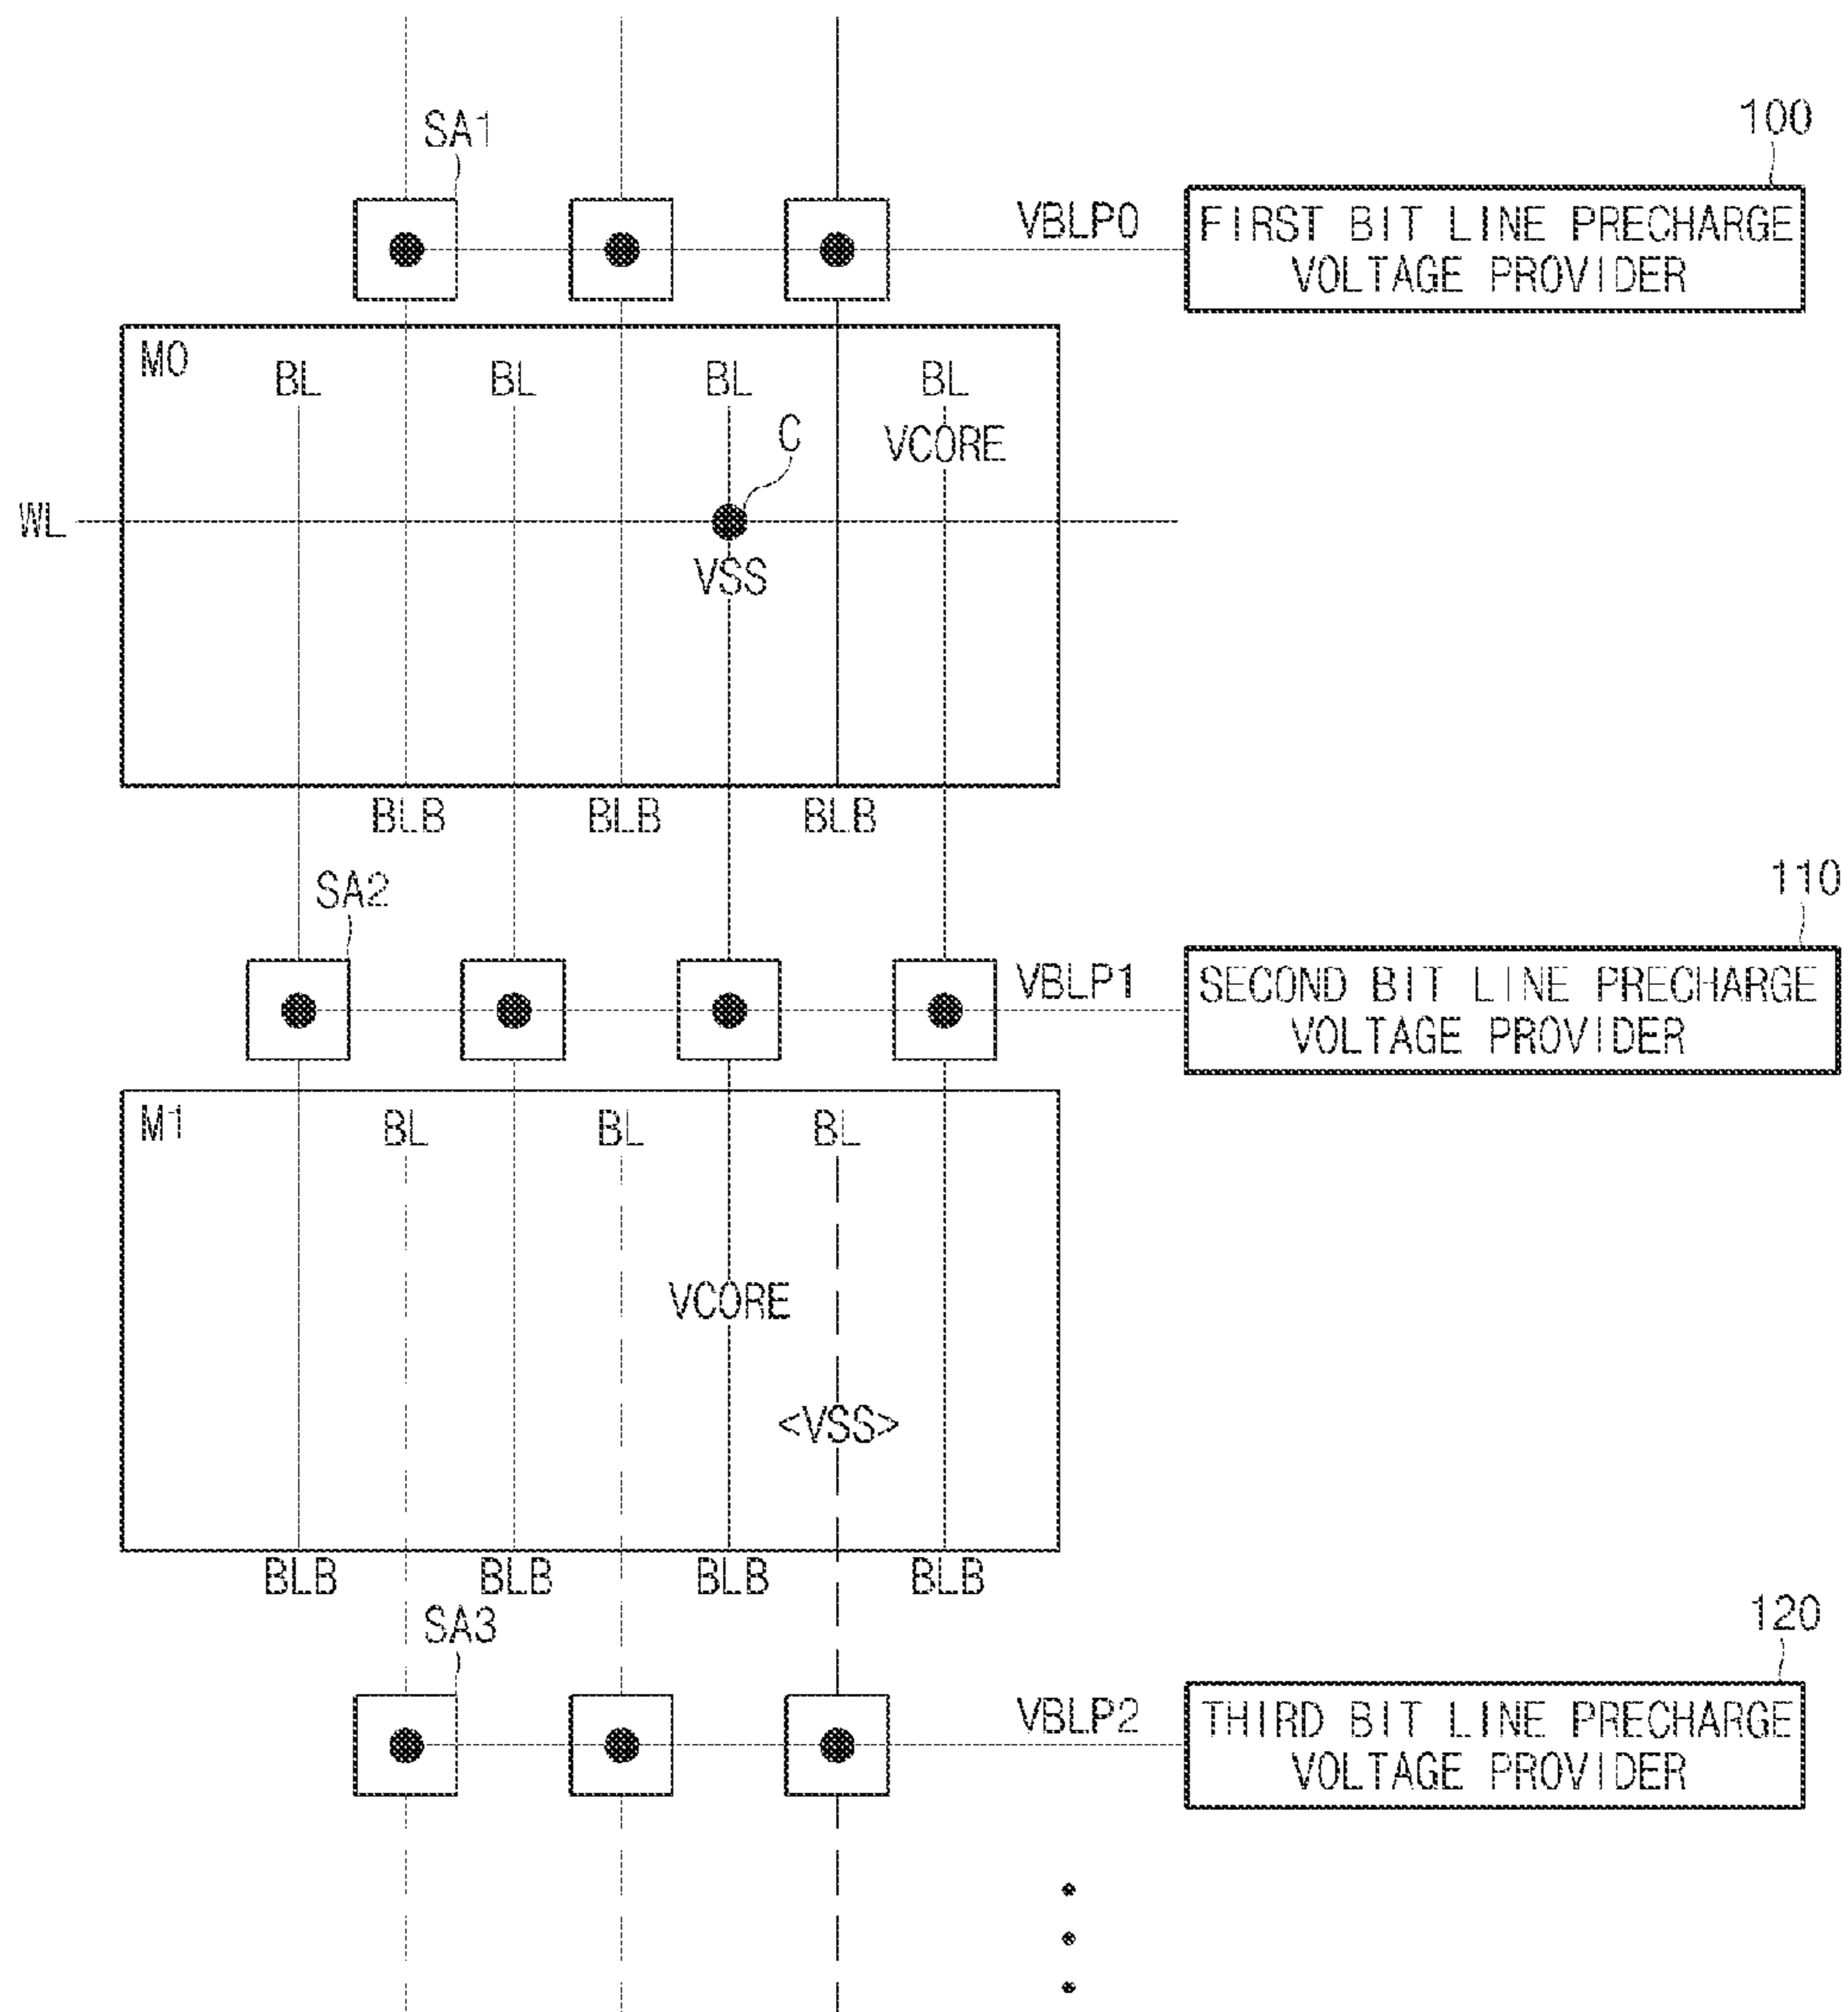 100
SA1
VBLP0
FIRST BIT LINE PRECHARGE
VOLTAGE PROVIDER
M0
BL BL BL BL
C
VCORE
WL
VSS
BLB BLB BLB
SA2
110
VBLP1
SECOND BIT LINE PRECHARGE
VOLTAGE PROVIDER
M1
BL BL BL
VCORE
<VSS>
BLB BLB BLB BLB
SA3
120
VBLP2
THIRD BIT LINE PRECHARGE
VOLTAGE PROVIDER